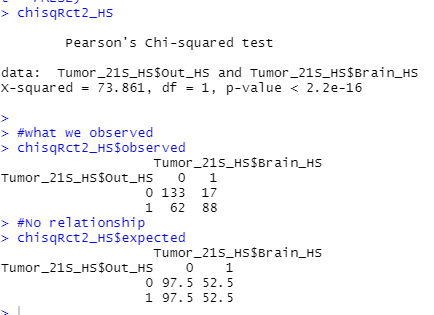 > chisqRct2_HS
Pearson's Chi-squared test
data:  Tumor_21S_HS$Out_HS and Tumor_21S_HS$Brain_HS
X-squared = 73.861, df = 1, p-value < 2.2e-16
>
> #what we observed
> chisqRct2_HS$observed
Tumor_21S_HS$Brain_HS
Tumor_21S_HS$Out_HS   0   1
0 133  17
1  62  88
> #No relationship
> chisqRct2_HS$expected
Tumor_21S_HS$Brain_HS
Tumor_21S_HS$Out_HS    0    1
0 97.5 52.5
1 97.5 52.5
>